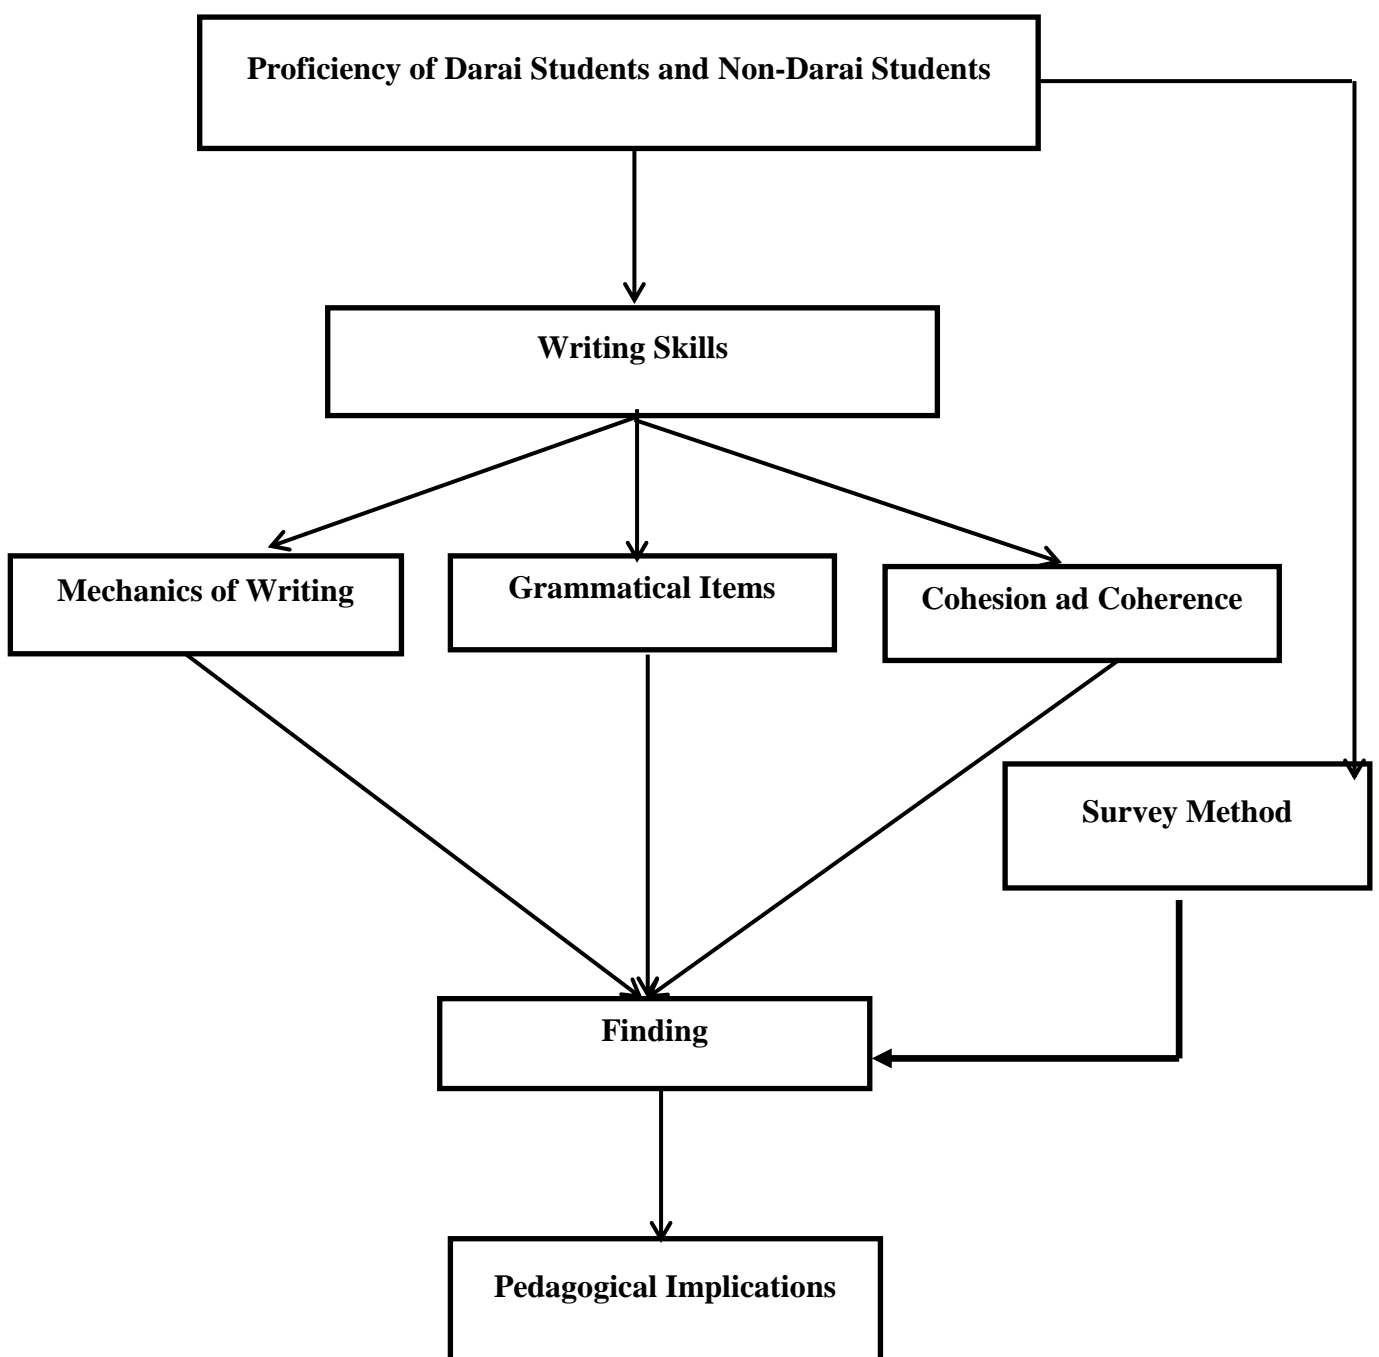 Proficiency of Darai Students and Non-Darai Students
Writing Skills
Mechanics of Writing
Grammatical Items
Cohesion ad Coherence
Survey Method
Finding
Pedagogical Implications